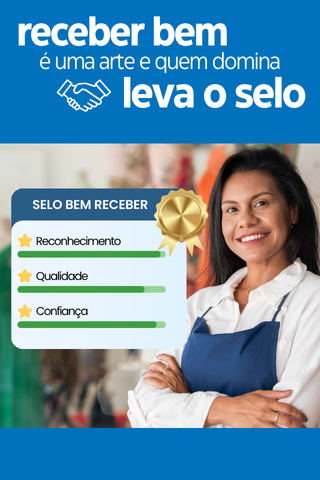 receber bem
é uma arte e quem domina
leva o selo
SELO BEM RECEBER
Reconhecimento
Qualidade
Confiança